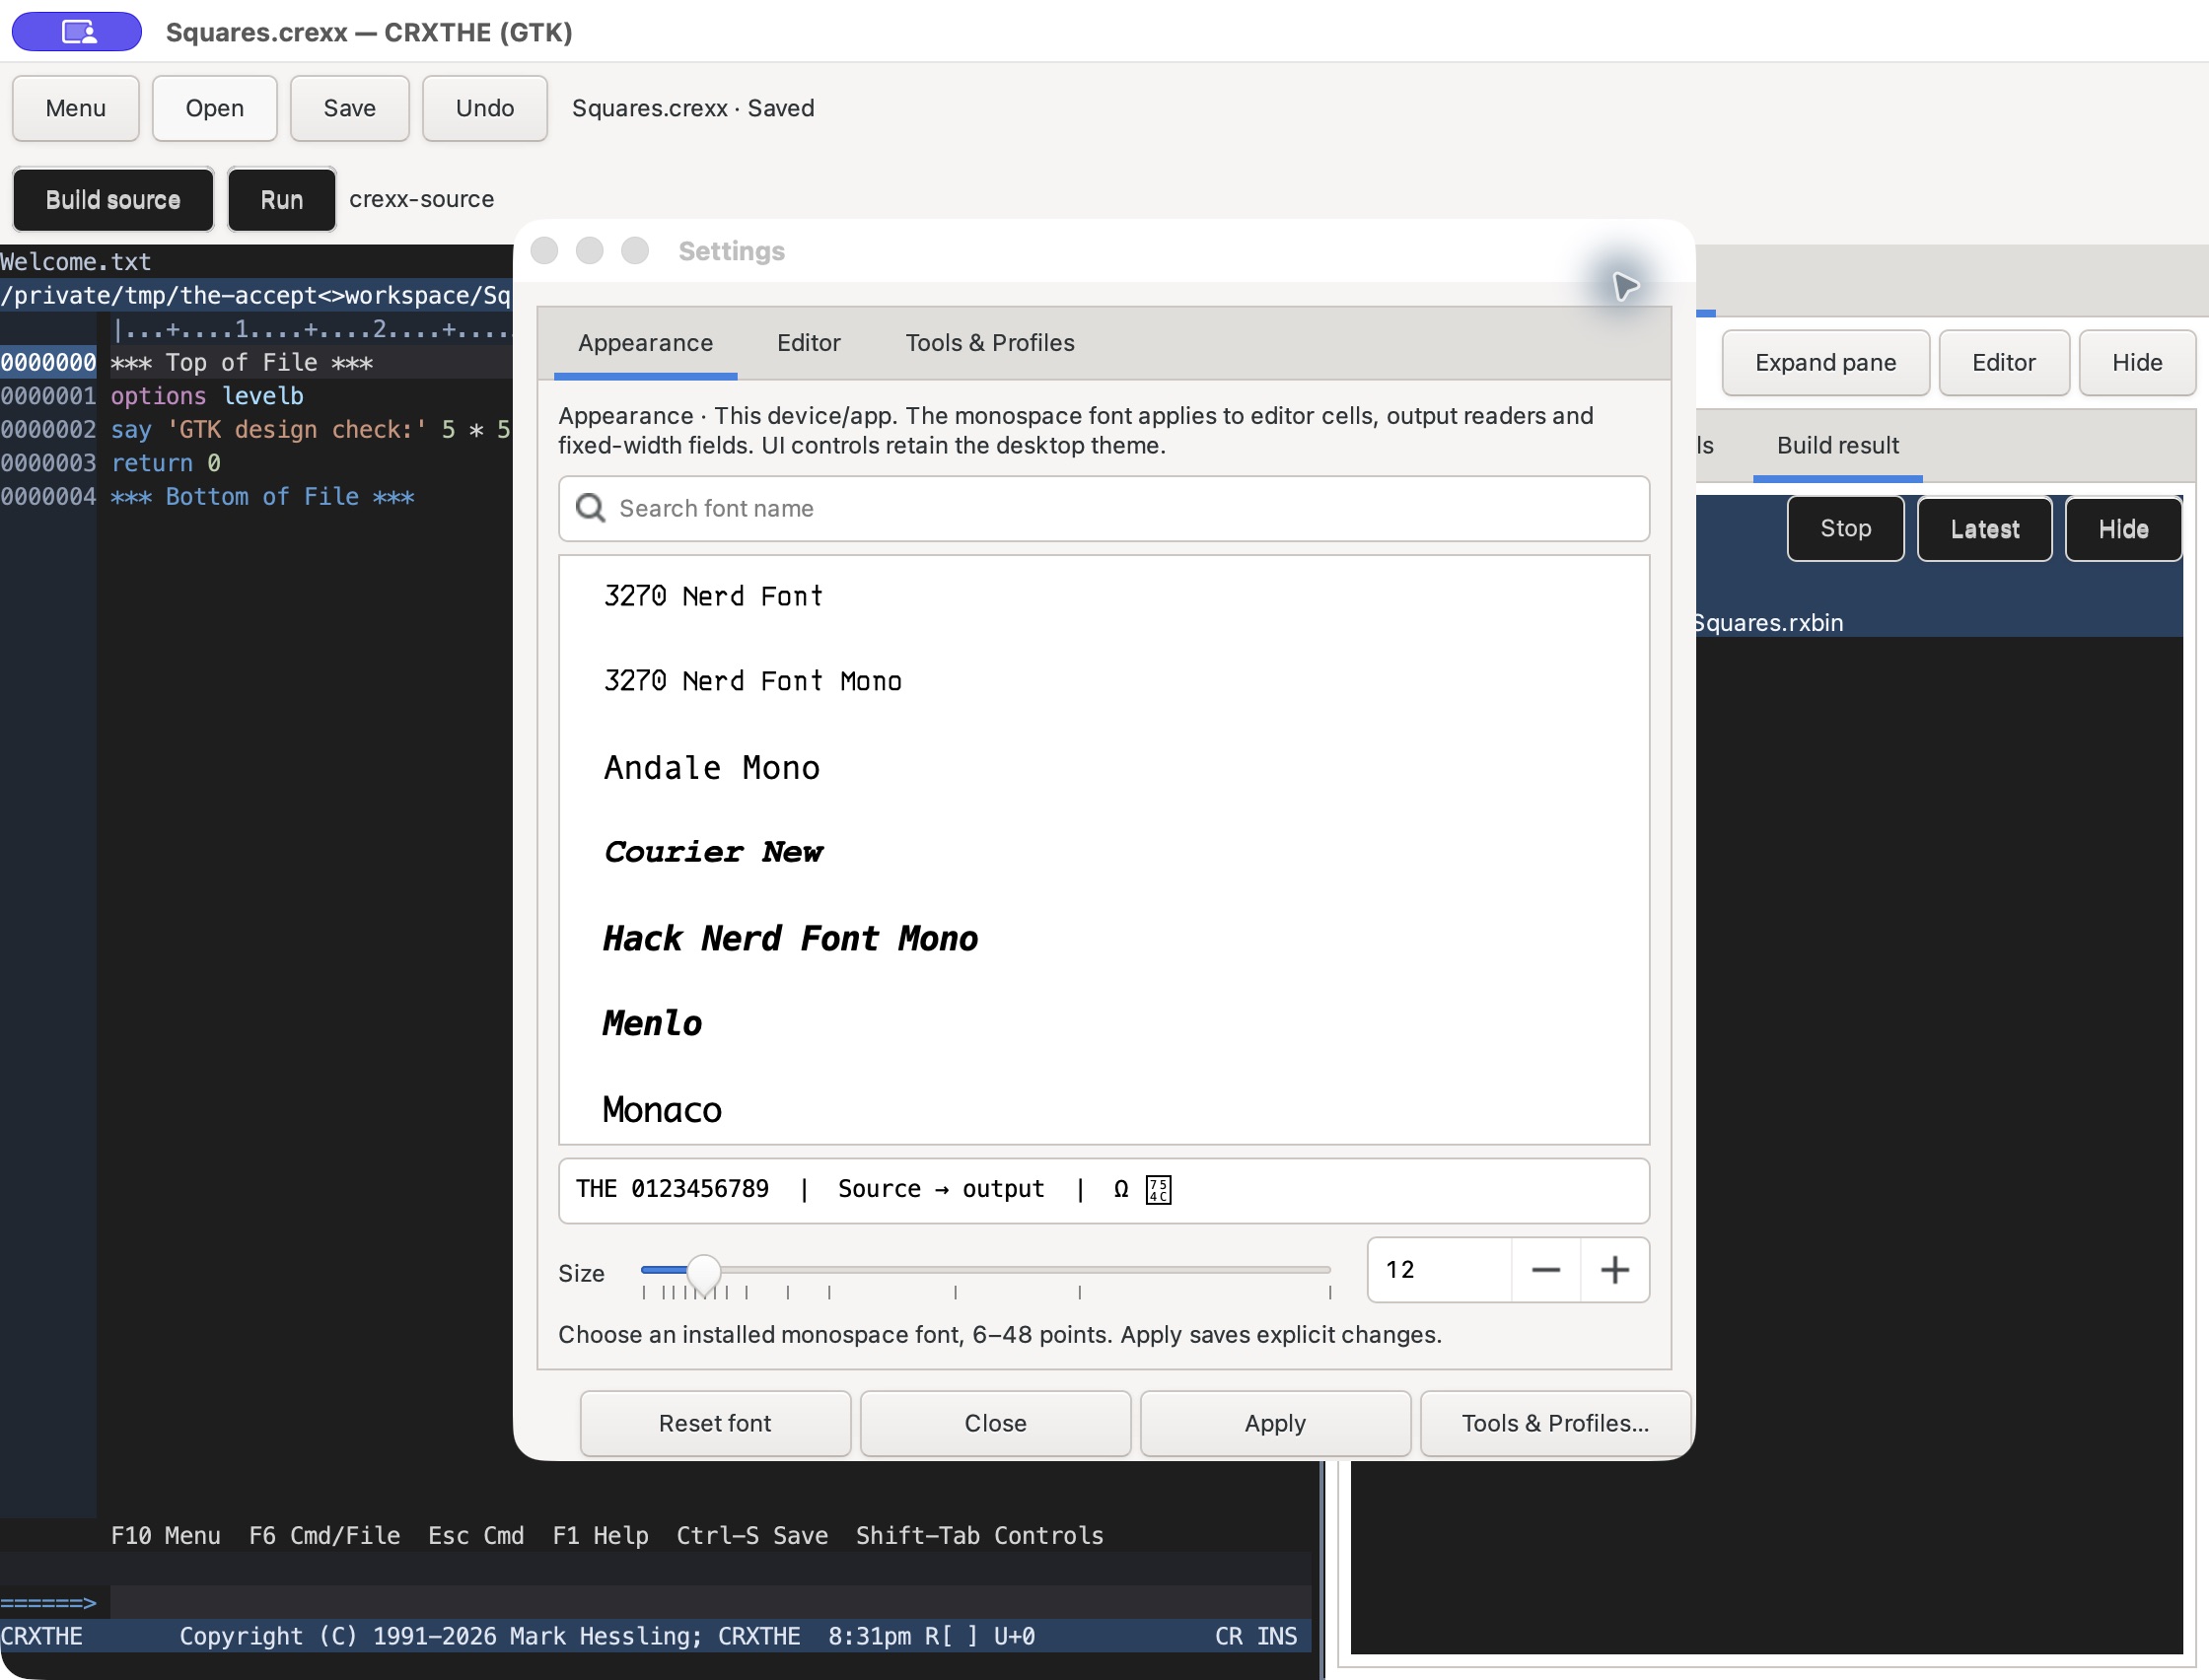 Squares.crexx — CRXTHE (GTK)
Menu Open Save Undo Squares.crexx · Saved
Build source Run crexx-source
Welcome.txt
/private/tmp/the-accept<>workspace/Sq
|...+....1....+....2....+....
0000000 *** Top of File ***
0000001 options levelb
0000002 say 'GTK design check:' 5 * 5
0000003 return 0
0000004 *** Bottom of File ***
Settings
Appearance Editor Tools & Profiles
Appearance · This device/app. The monospace font applies to editor cells, output readers and
fixed-width fields. UI controls retain the desktop theme.
Search font name
3270 Nerd Font
3270 Nerd Font Mono
Andale Mono
Courier New
Hack Nerd Font Mono
Menlo
Monaco
THE 0123456789 | Source → output | Ω
Size 12 — +
Choose an installed monospace font, 6–48 points. Apply saves explicit changes.
Reset font Close Apply Tools & Profiles...
Expand pane Editor Hide
ls Build result
Stop Latest Hide
Squares.rxbin
F10 Menu F6 Cmd/File Esc Cmd F1 Help Ctrl-S Save Shift-Tab Controls
======>
CRXTHE Copyright (C) 1991-2026 Mark Hessling; CRXTHE 8:31pm R[ ] U+0 CR INS